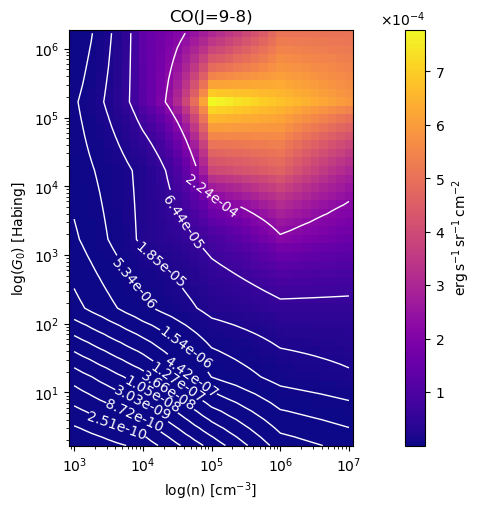 CO(J=9-8)
×10⁻⁴
10⁶
10⁵
10⁴
10³
10²
10¹
log(G₀) [Habing]
2.24e-04
6.44e-05
1.85e-05
5.34e-06
1.54e-06
4.42e-07
1.27e-07
3.66e-08
1.05e-08
3.03e-09
8.72e-10
2.51e-10
10³
10⁴
10⁵
10⁶
10⁷
log(n) [cm⁻³]
7
6
5
4
3
2
1
erg s⁻¹ sr⁻¹ cm⁻²